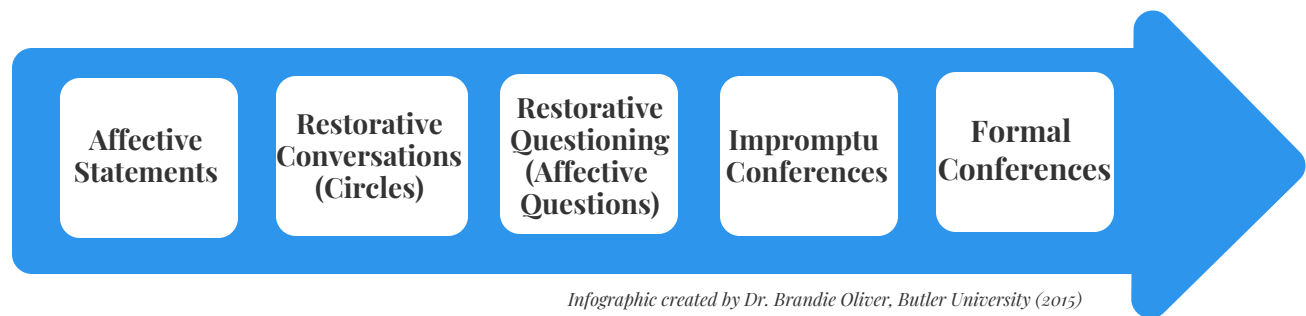 Affective
Statements
Restorative
Conversations
(Circles)
Restorative
Questioning
(Affective
Questions)
Impromptu
Conferences
Formal
Conferences
Infographic created by Dr. Brandie Oliver, Butler University (2015)